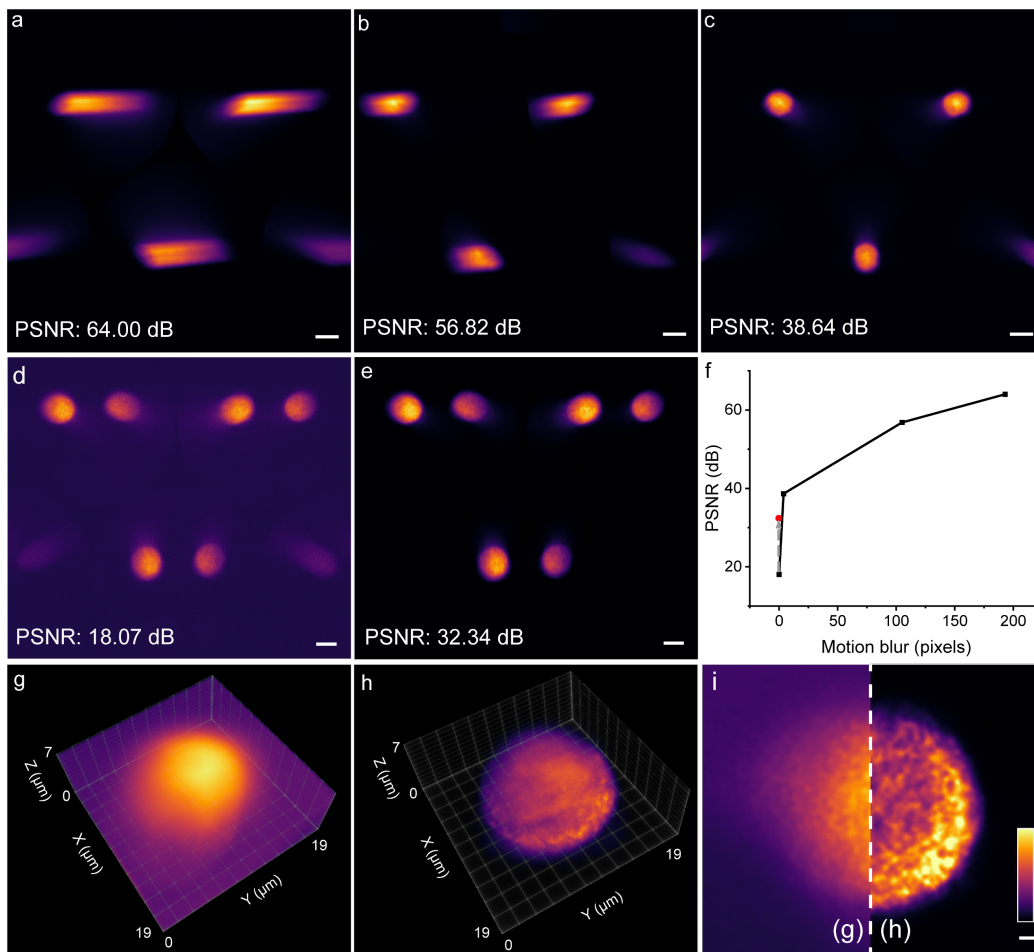 a
b
c
PSNR: 64.00 dB
PSNR: 56.82 dB
PSNR: 38.64 dB
d
e
f
PSNR: 18.07 dB
PSNR: 32.34 dB
PSNR (dB)
60
40
20
0
50
100
150
200
Motion blur (pixels)
g
7
Z (µm)
0
X (µm)
19
0
Y (µm)
19
h
7
Z (µm)
0
X (µm)
19
0
Y (µm)
19
i
(g)
(h)